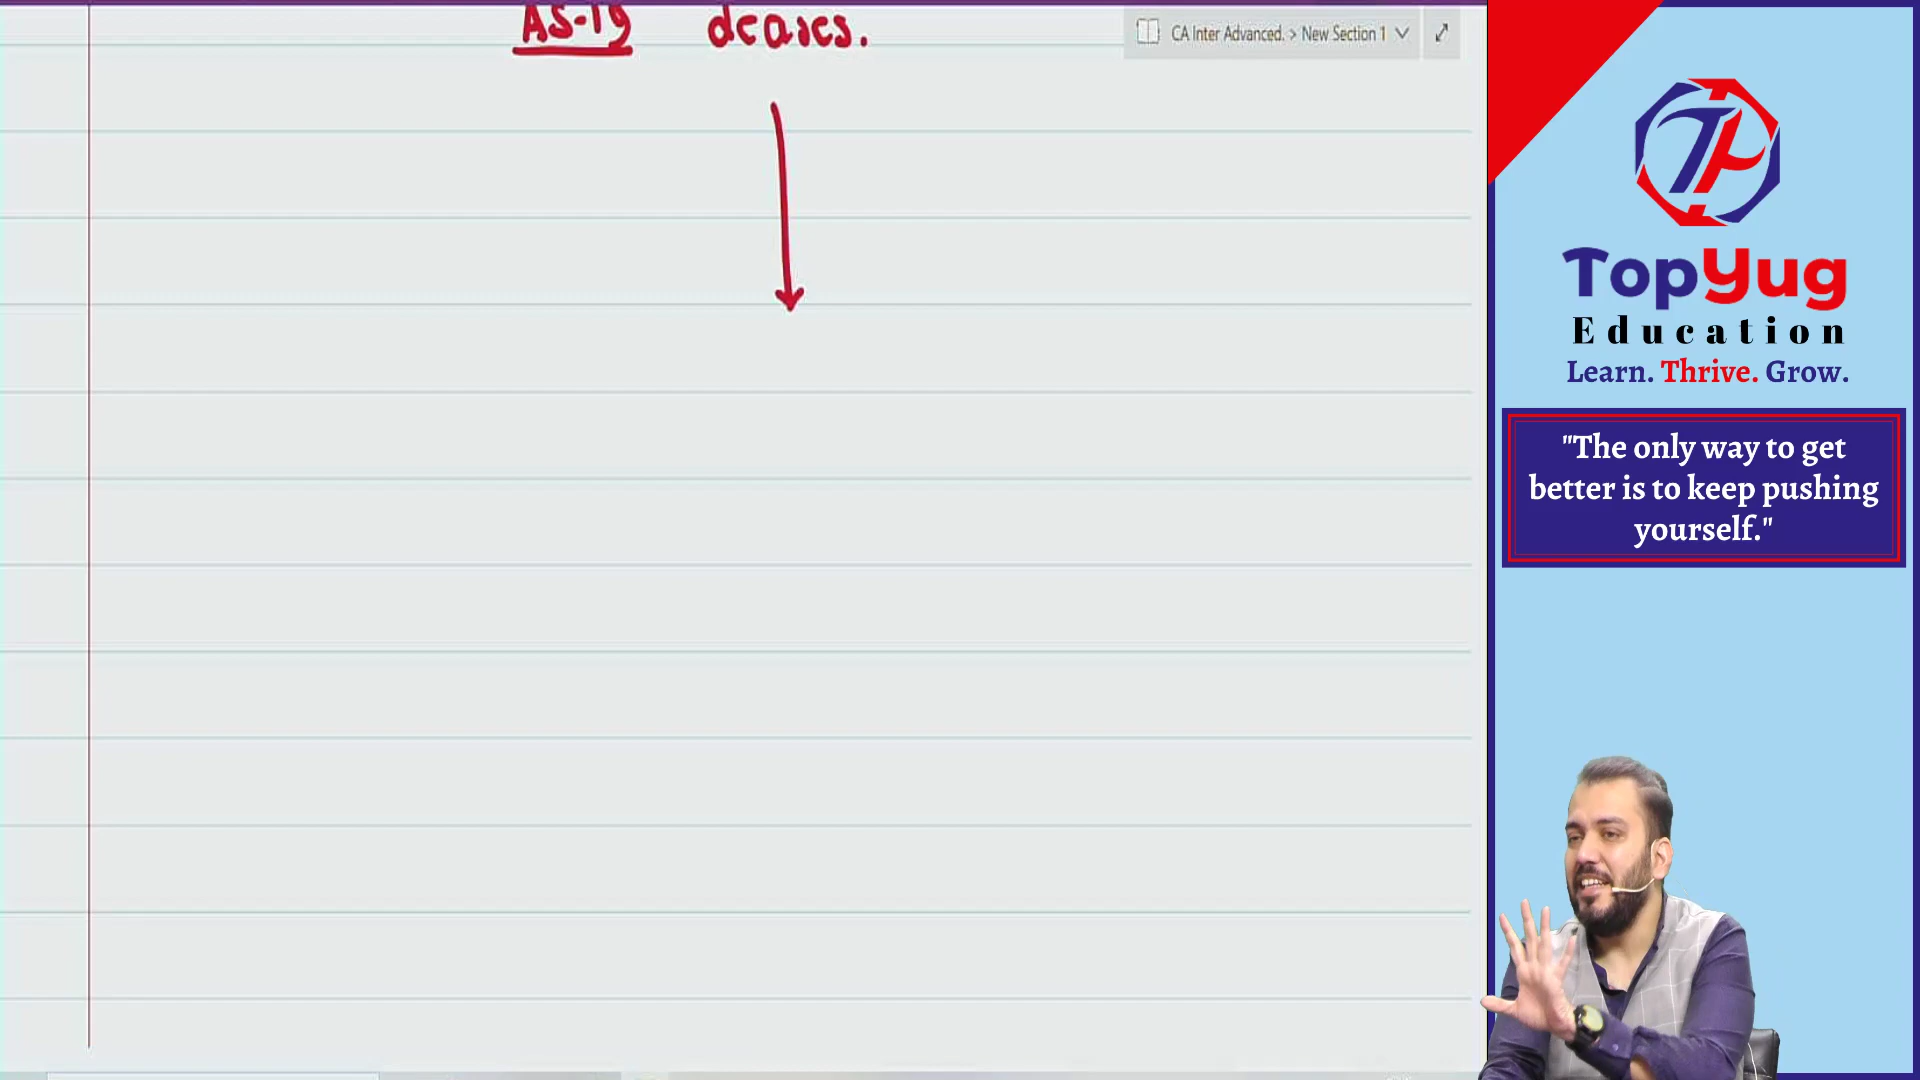 AS-19 deases.
CA Inter Advanced. > New Section 1
TopYug
Education
Learn. Thrive. Grow.
"The only way to get
better is to keep pushing
yourself."